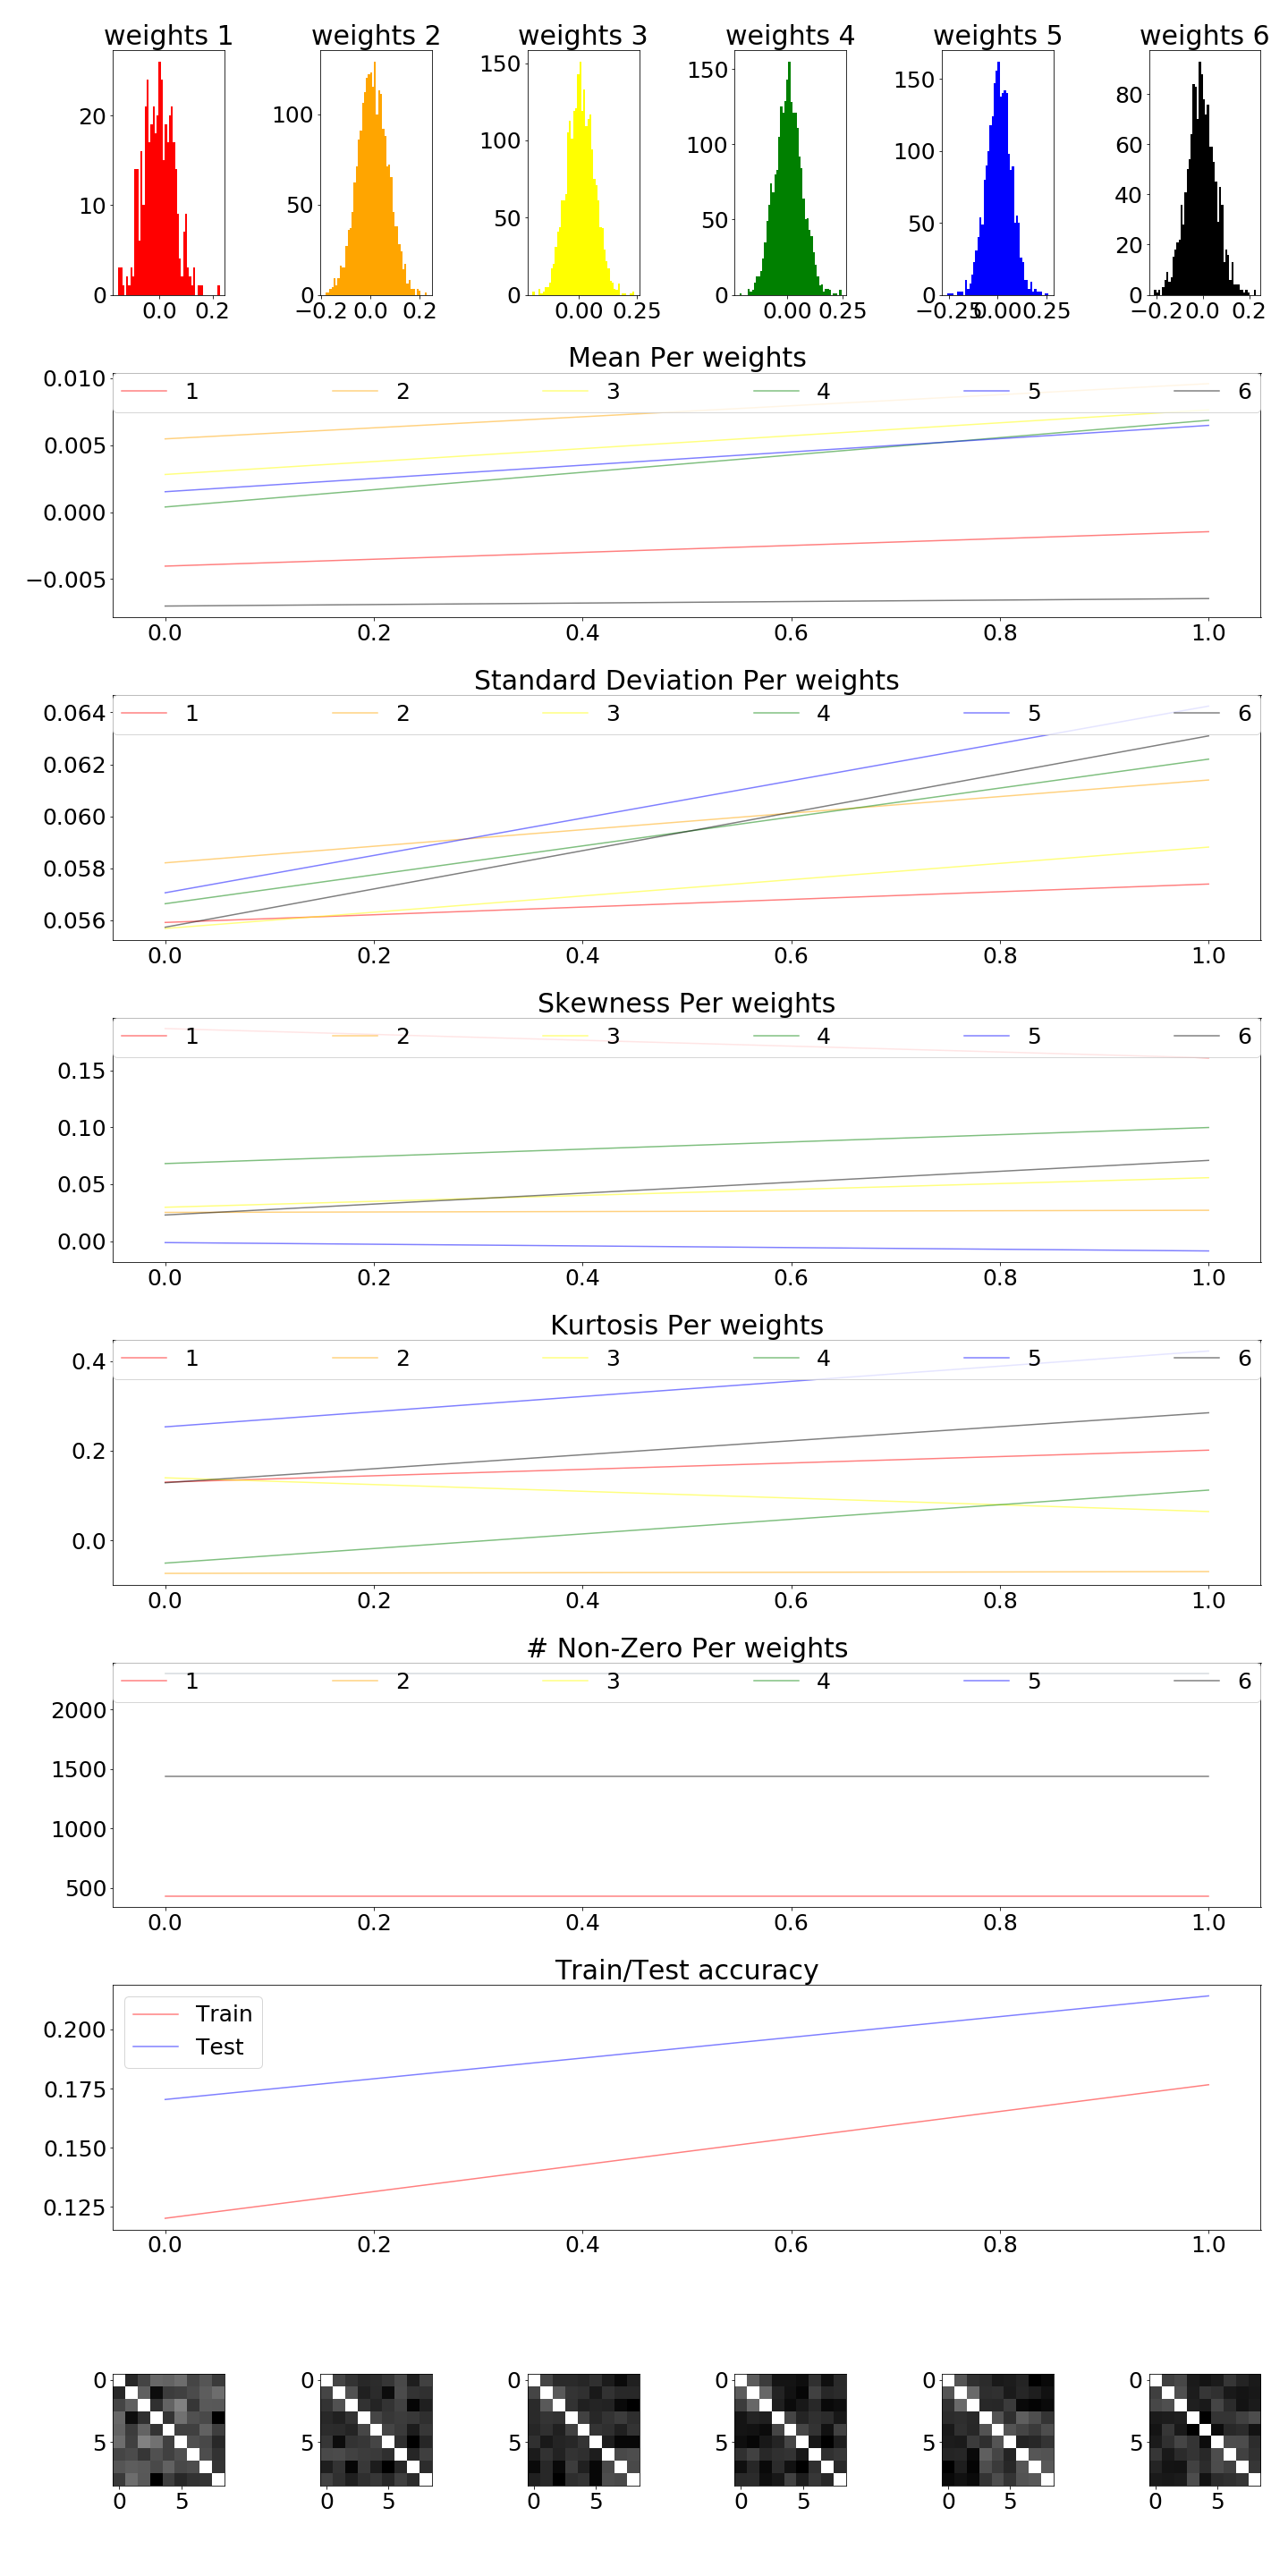 weights 1 weights 2 weights 3 weights 4 weights 5 weights 6
20
10
0
0.0 0.2
100
50
0
−0.2 0.0 0.2
150
100
50
0
0.00 0.25
150
100
50
0
0.00 0.25
150
100
50
0
−0.25 0.00 0.25
80
60
40
20
0
−0.2 0.0 0.2
Mean Per weights
1 2 3 4 5 6
0.010
0.005
0.000
−0.005
0.0 0.2 0.4 0.6 0.8 1.0
Standard Deviation Per weights
1 2 3 4 5 6
0.064
0.062
0.060
0.058
0.056
0.0 0.2 0.4 0.6 0.8 1.0
Skewness Per weights
1 2 3 4 5 6
0.15
0.10
0.05
0.00
0.0 0.2 0.4 0.6 0.8 1.0
Kurtosis Per weights
1 2 3 4 5 6
0.4
0.2
0.0
0.0 0.2 0.4 0.6 0.8 1.0
# Non-Zero Per weights
1 2 3 4 5 6
2000
1500
1000
500
0.0 0.2 0.4 0.6 0.8 1.0
Train/Test accuracy
Train
Test
0.200
0.175
0.150
0.125
0.0 0.2 0.4 0.6 0.8 1.0
0
5
0 5
0
5
0 5
0
5
0 5
0
5
0 5
0
5
0 5
0
5
0 5